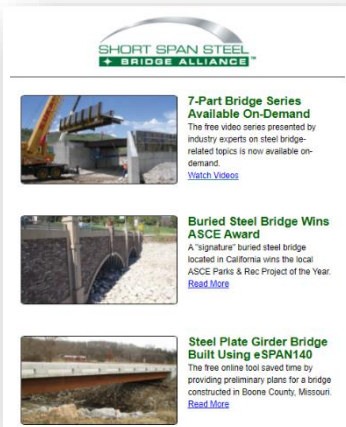 SHORT SPAN STEEL
BRIDGE ALLIANCE™
7-Part Bridge Series
Available On-Demand
The free video series presented by
industry experts on steel bridge-
related topics is now available on-
demand.
Watch Videos
Buried Steel Bridge Wins
ASCE Award
A "signature" buried steel bridge
located in California wins the local
ASCE Parks & Rec Project of the Year.
Read More
Steel Plate Girder Bridge
Built Using eSPAN140
The free online tool saved time by
providing preliminary plans for a bridge
constructed in Boone County, Missouri.
Read More